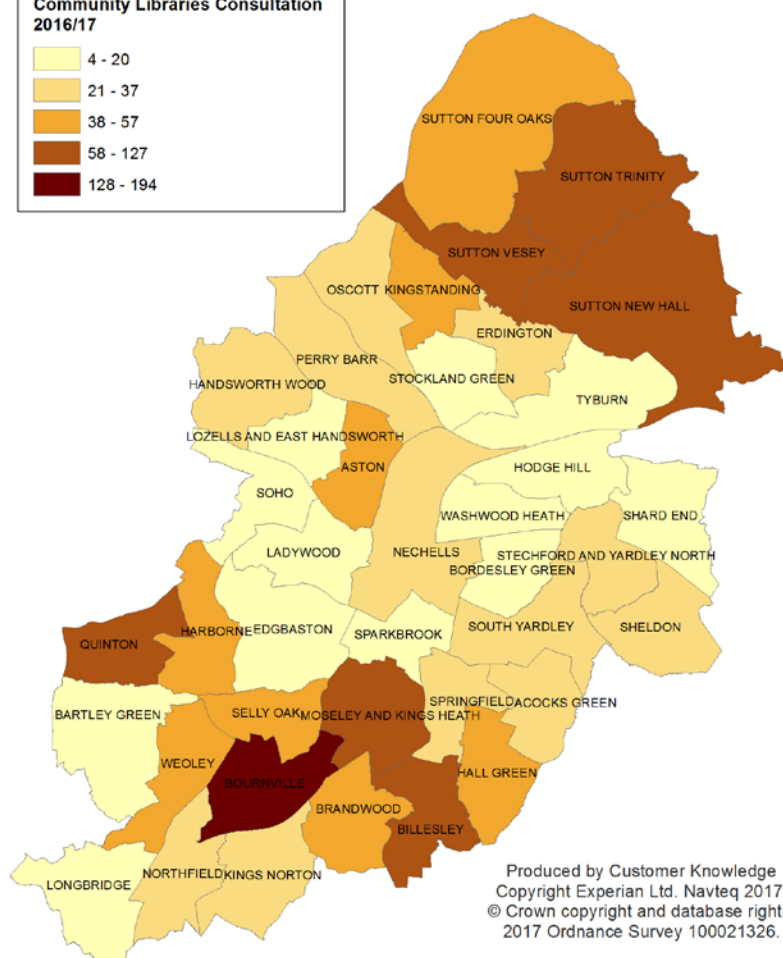 Community Libraries Consultation
2016/17
4 - 20
21 - 37
38 - 57
58 - 127
128 - 194
SUTTON FOUR OAKS
SUTTON TRINITY
SUTTON VESEY
OSCOTT
KINGSTANDING
SUTTON NEW HALL
ERDINGTON
PERRY BARR
HANDSWORTH WOOD
STOCKLAND GREEN
TYBURN
LOZELLS AND EAST HANDSWORTH
ASTON
HODGE HILL
SOHO
WASHWOOD HEATH
SHARD END
LADYWOOD
NECHELLS
STECHFORD AND YARDLEY NORTH
BORDESLEY GREEN
HARBORNE
EDGBASTON
SPARKBROOK
SOUTH YARDLEY
SHELDON
QUINTON
BARTLEY GREEN
SELLY OAK
MOSELEY AND KINGS HEATH
SPRINGFIELD
ACOCKS GREEN
WEOLEY
BOURNVILLE
HALL GREEN
BRANDWOOD
BILLESLEY
LONGBRIDGE
NORTHFIELD
KINGS NORTON
Produced by Customer Knowledge
Copyright Experian Ltd. Navteq 2017
© Crown copyright and database right
2017 Ordnance Survey 100021326.